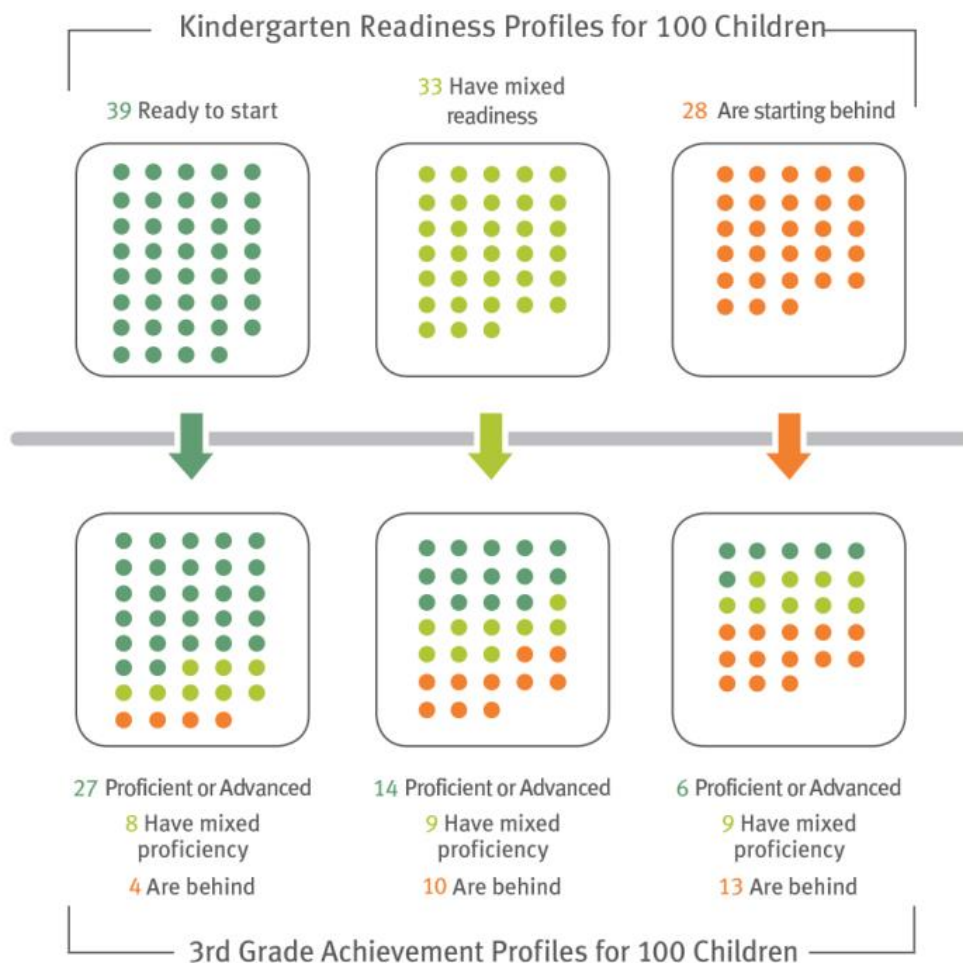 Kindergarten Readiness Profiles for 100 Children
39 Ready to start
33 Have mixed
readiness
28 Are starting behind
27 Proficient or Advanced
8 Have mixed
proficiency
4 Are behind
14 Proficient or Advanced
9 Have mixed
proficiency
10 Are behind
6 Proficient or Advanced
9 Have mixed
proficiency
13 Are behind
3rd Grade Achievement Profiles for 100 Children